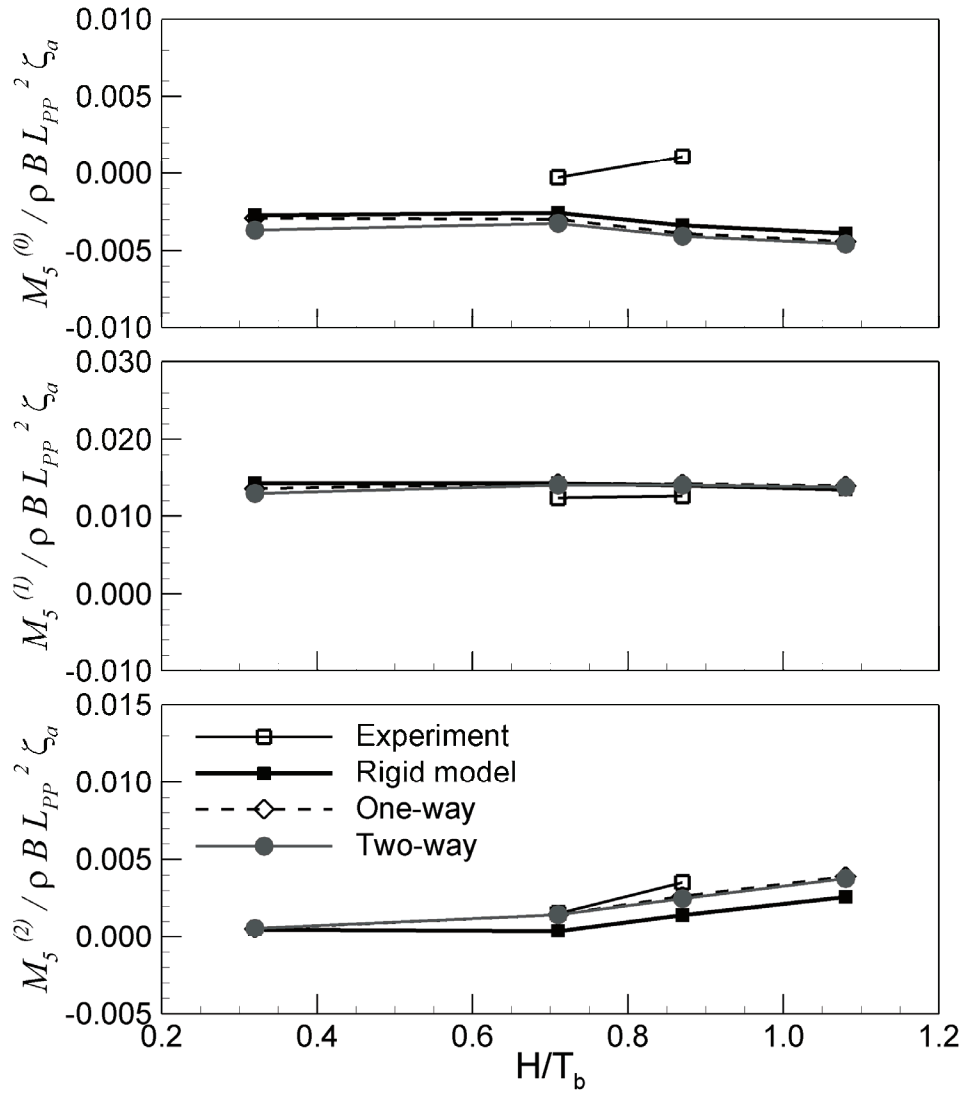 0.010
0.005
0.000
-0.005
-0.010
M5(0) / ρ B LPP2 ζa
0.030
0.020
0.010
0.000
-0.010
M5(1) / ρ B LPP2 ζa
0.015
0.010
0.005
0.000
-0.005
M5(2) / ρ B LPP2 ζa
Experiment
Rigid model
One-way
Two-way
0.2 0.4 0.6 0.8 1.0 1.2
H/Tb